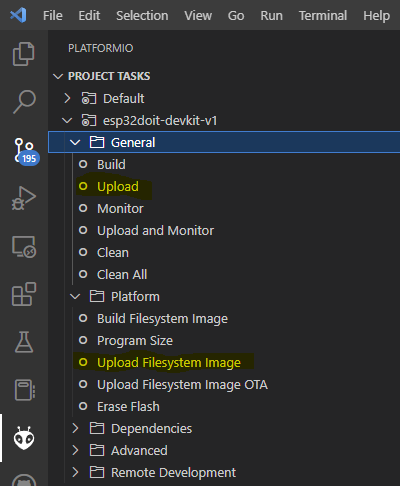 File Edit Selection View Go Run Terminal Help
PLATFORMIO
PROJECT TASKS
Default
esp32doit-devkit-v1
General
Build
195
Upload
Monitor
Upload and Monitor
Clean
Clean All
Platform
Build Filesystem Image
Program Size
Upload Filesystem Image
Upload Filesystem Image OTA
Erase Flash
Dependencies
Advanced
Remote Development